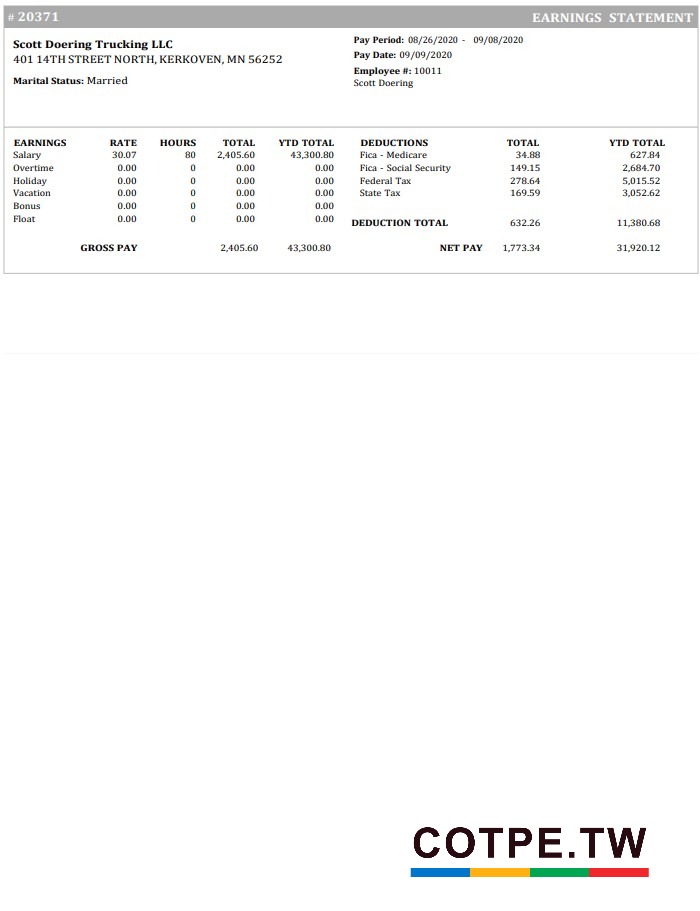 # 20371 EARNINGS STATEMENT
Scott Doering Trucking LLC
401 14TH STREET NORTH, KERKOVEN, MN 56252
Marital Status: Married
Pay Period: 08/26/2020 - 09/08/2020
Pay Date: 09/09/2020
Employee #: 10011
Scott Doering
EARNINGS RATE HOURS TOTAL YTD TOTAL DEDUCTIONS TOTAL YTD TOTAL
Salary 30.07 80 2,405.60 43,300.80 Fica - Medicare 34.88 627.84
Overtime 0.00 0 0.00 0.00 Fica - Social Security 149.15 2,684.70
Holiday 0.00 0 0.00 0.00 Federal Tax 278.64 5,015.52
Vacation 0.00 0 0.00 0.00 State Tax 169.59 3,052.62
Bonus 0.00 0 0.00 0.00
Float 0.00 0 0.00 0.00 DEDUCTION TOTAL 632.26 11,380.68
GROSS PAY 2,405.60 43,300.80 NET PAY 1,773.34 31,920.12
COTPE.TW